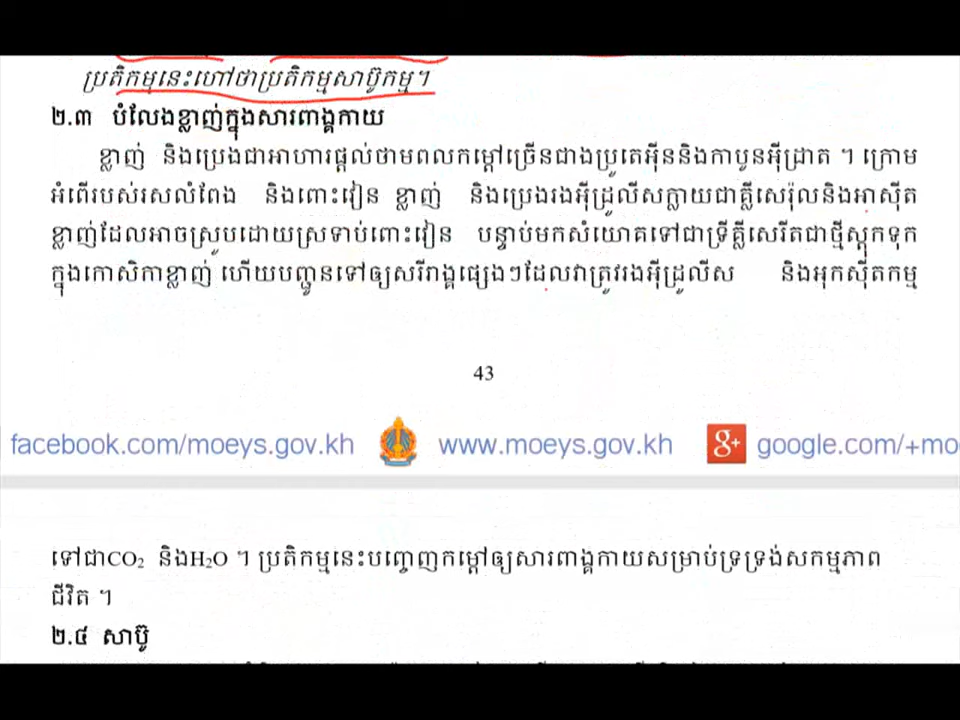 ប្រតិកម្មនេះហៅថាប្រតិកម្មសាប៊ូកម្ម។
២.៣ បំលែងខ្លាញ់ក្នុងសារពាង្គកាយ
ខ្លាញ់ និងប្រេងជាអាហារផ្តល់ថាមពលកម្តៅច្រើនជាងប្រូតេអ៊ីននិងកាបូនអ៊ីដ្រាត ។ ក្រោម
អំពើរបស់រសលំពែង និងពោះវៀន ខ្លាញ់ និងប្រេងរងអ៊ីដ្រូលីសក្លាយជាគ្លីសេរ៉ុលនិងអាស៊ីត
ខ្លាញ់ដែលអាចស្រូបដោយស្រទាប់ពោះវៀន បន្ទាប់មកសំយោគទៅជាទ្រីគ្លីសេរីតជាថ្មីស្តុកទុក
ក្នុងកោសិកាខ្លាញ់ ហើយបញ្ជូនទៅឲ្យសរីរាង្គផ្សេងៗដែលវាត្រូវរងអ៊ីដ្រូលីស និងអុកស៊ីតកម្ម
43
facebook.com/moeys.gov.kh www.moeys.gov.kh g+ google.com/+mo
ទៅជាCO₂ និងH₂O ។ ប្រតិកម្មនេះបញ្ចេញកម្តៅឲ្យសារពាង្គកាយសម្រាប់ទ្រទ្រង់សកម្មភាព
ជីវិត ។
២.៤ សាប៊ូ